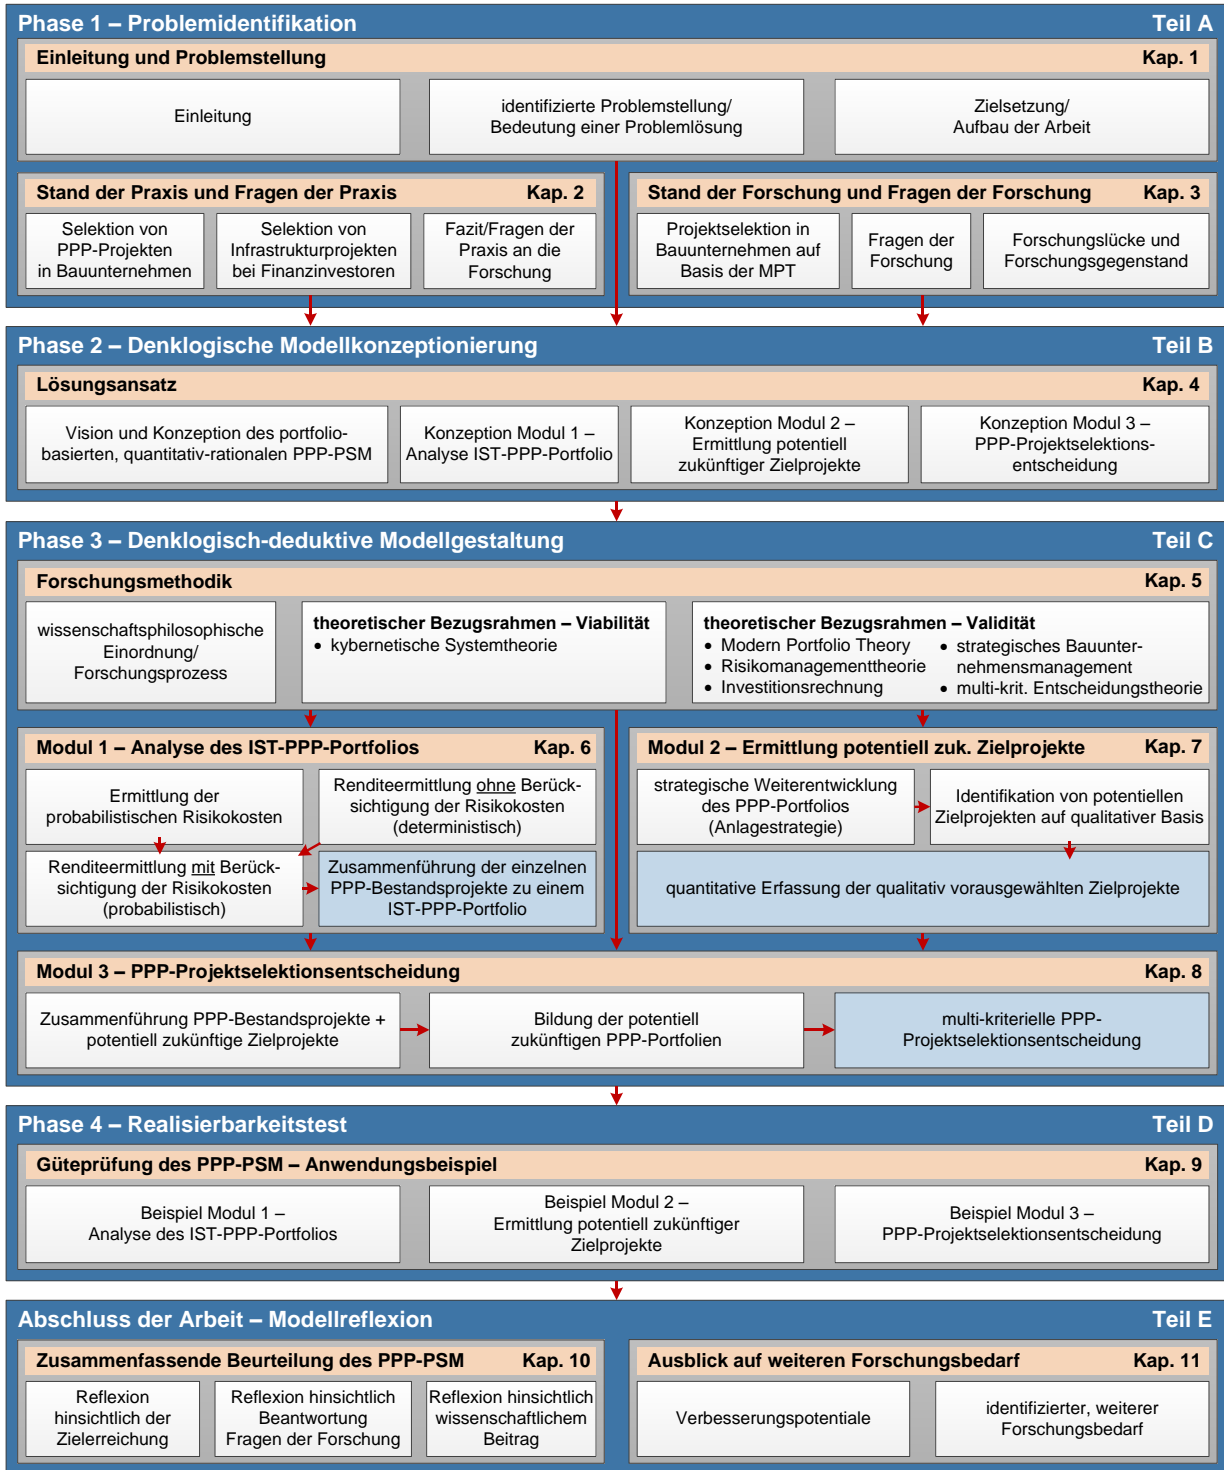 Phase 1 – Problemidentifikation Teil A
Einleitung und Problemstellung Kap. 1
Einleitung
identifizierte Problemstellung/
Bedeutung einer Problemlösung
Zielsetzung/
Aufbau der Arbeit
Stand der Praxis und Fragen der Praxis Kap. 2
Selektion von
PPP-Projekten
in Bauunternehmen
Selektion von
Infrastrukturprojekten
bei Finanzinvestoren
Fazit/Fragen der
Praxis an die
Forschung
Stand der Forschung und Fragen der Forschung Kap. 3
Projektselektion in
Bauunternehmen auf
Basis der MPT
Fragen der
Forschung
Forschungslücke und
Forschungsgegenstand
Phase 2 – Denklogische Modellkonzeptionierung Teil B
Lösungsansatz Kap. 4
Vision und Konzeption des portfolio-
basierten, quantitativ-rationalen PPP-PSM
Konzeption Modul 1 –
Analyse IST-PPP-Portfolio
Konzeption Modul 2 –
Ermittlung potentiell
zukünftiger Zielprojekte
Konzeption Modul 3 –
PPP-Projektselektions-
entscheidung
Phase 3 – Denklogisch-deduktive Modellgestaltung Teil C
Forschungsmethodik Kap. 5
wissenschaftsphilosophische
Einordnung/
Forschungsprozess
theoretischer Bezugsrahmen – Viabilität
• kybernetische Systemtheorie
theoretischer Bezugsrahmen – Validität
• Modern Portfolio Theory
• Risikomanagementtheorie
• Investitionsrechnung
• strategisches Bauunter-
nehmensmanagement
• multi-krit. Entscheidungstheorie
Modul 1 – Analyse des IST-PPP-Portfolios Kap. 6
Ermittlung der
probabilistischen Risikokosten
Renditeermittlung ohne Berück-
sichtigung der Risikokosten
(deterministisch)
Renditeermittlung mit Berück-
sichtigung der Risikokosten
(probabilistisch)
Zusammenführung der einzelnen
PPP-Bestandsprojekte zu einem
IST-PPP-Portfolio
Modul 2 – Ermittlung potentiell zuk. Zielprojekte Kap. 7
strategische Weiterentwicklung
des PPP-Portfolios
(Anlagestrategie)
Identifikation von potentiellen
Zielprojekten auf qualitativer Basis
quantitative Erfassung der qualitativ vorausgewählten Zielprojekte
Modul 3 – PPP-Projektselektionsentscheidung Kap. 8
Zusammenführung PPP-Bestandsprojekte +
potentiell zukünftige Zielprojekte
Bildung der potentiell
zukünftigen PPP-Portfolien
multi-kriterielle PPP-
Projektselektionsentscheidung
Phase 4 – Realisierbarkeitstest Teil D
Güteprüfung des PPP-PSM – Anwendungsbeispiel Kap. 9
Beispiel Modul 1 –
Analyse des IST-PPP-Portfolios
Beispiel Modul 2 –
Ermittlung potentiell zukünftiger
Zielprojekte
Beispiel Modul 3 –
PPP-Projektselektionsentscheidung
Abschluss der Arbeit – Modellreflexion Teil E
Zusammenfassende Beurteilung des PPP-PSM Kap. 10
Reflexion
hinsichtlich der
Zielerreichung
Reflexion hinsichtlich
Beantwortung
Fragen der Forschung
Reflexion hinsichtlich
wissenschaftlichem
Beitrag
Ausblick auf weiteren Forschungsbedarf Kap. 11
Verbesserungspotentiale
identifizierter, weiterer
Forschungsbedarf